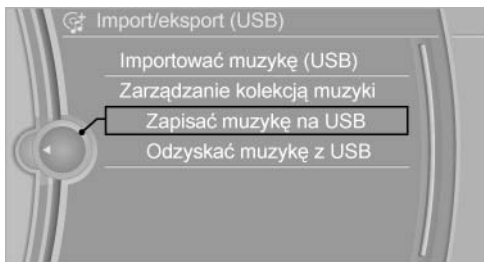 Import/eksport (USB)
Importować muzykę (USB)
Zarządzanie kolekcją muzyki
Zapisać muzykę na USB
Odzyskać muzykę z USB